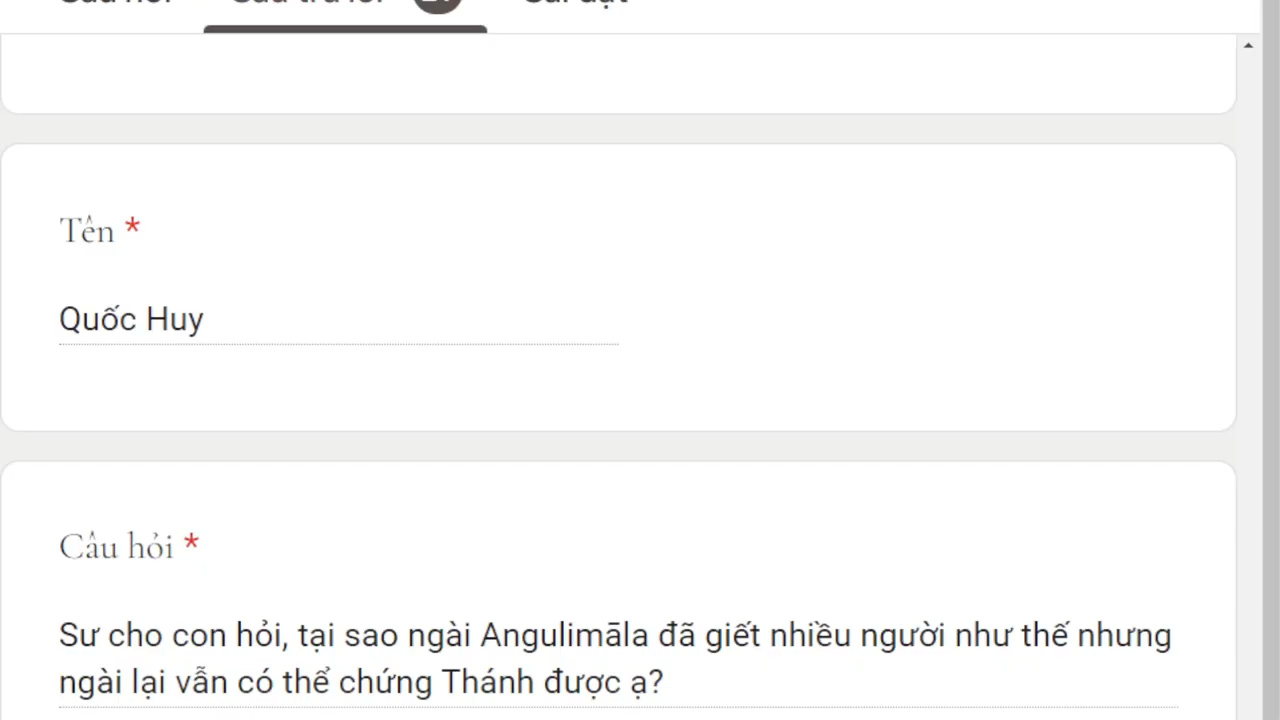 Tên *
Quốc Huy
Câu hỏi *
Sư cho con hỏi, tại sao ngài Angulimāla đã giết nhiều người như thế nhưng
ngài lại vẫn có thể chứng Thánh được ạ?